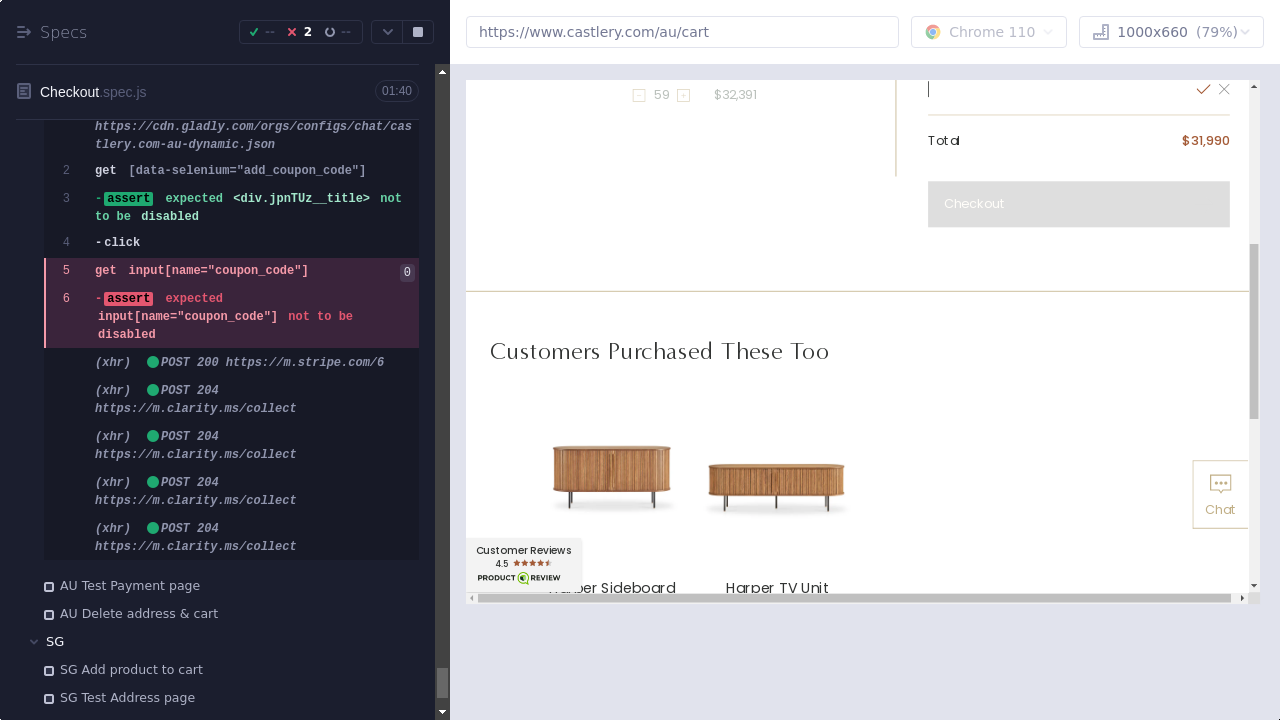 Specs
--
2
--
Checkout.spec.js
01:40
https://cdn.gladly.com/orgs/configs/chat/cas
tlery.com-au-dynamic.json
2 get [data-selenium="add_coupon_code"]
3 -assert expected <div.jpnTUz__title> not
to be disabled
4 -click
5 get input[name="coupon_code"] 0
6 -assert expected
input[name="coupon_code"] not to be
disabled
(xhr) POST 200 https://m.stripe.com/6
(xhr) POST 204
https://m.clarity.ms/collect
(xhr) POST 204
https://m.clarity.ms/collect
(xhr) POST 204
https://m.clarity.ms/collect
(xhr) POST 204
https://m.clarity.ms/collect
AU Test Payment page
AU Delete address & cart
SG
SG Add product to cart
SG Test Address page
https://www.castlery.com/au/cart
Chrome 110
1000x660 (79%)
59 $32,391
Total $31,990
Checkout
Customers Purchased These Too
Chat
Customer Reviews
4.5
PRODUCT REVIEW
Harper Sideboard
Harper TV Unit